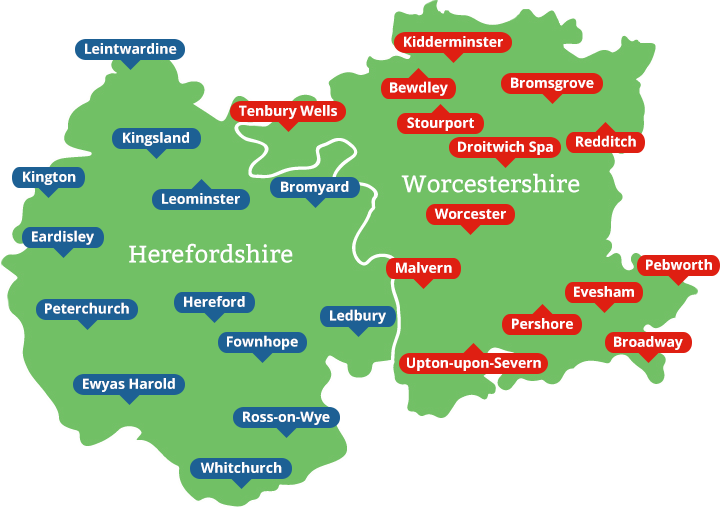 Kidderminster
Leintwardine
Bromsgrove
Bewdley
Tenbury Wells
Stourport
Kingsland
Redditch
Droitwich Spa
Kington
Worcestershire
Bromyard
Leominster
Worcester
Eardisley
Herefordshire
Pebworth
Malvern
Evesham
Hereford
Peterchurch
Ledbury
Pershore
Fownhope
Broadway
Upton-upon-Severn
Ewyas Harold
Ross-on-Wye
Whitchurch